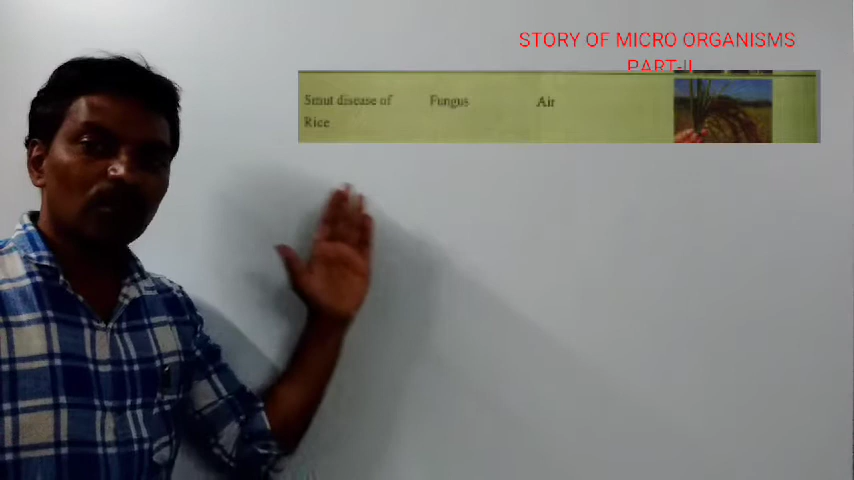 STORY OF MICRO ORGANISMS
PART-II
Smut disease of Fungus Air
Rice